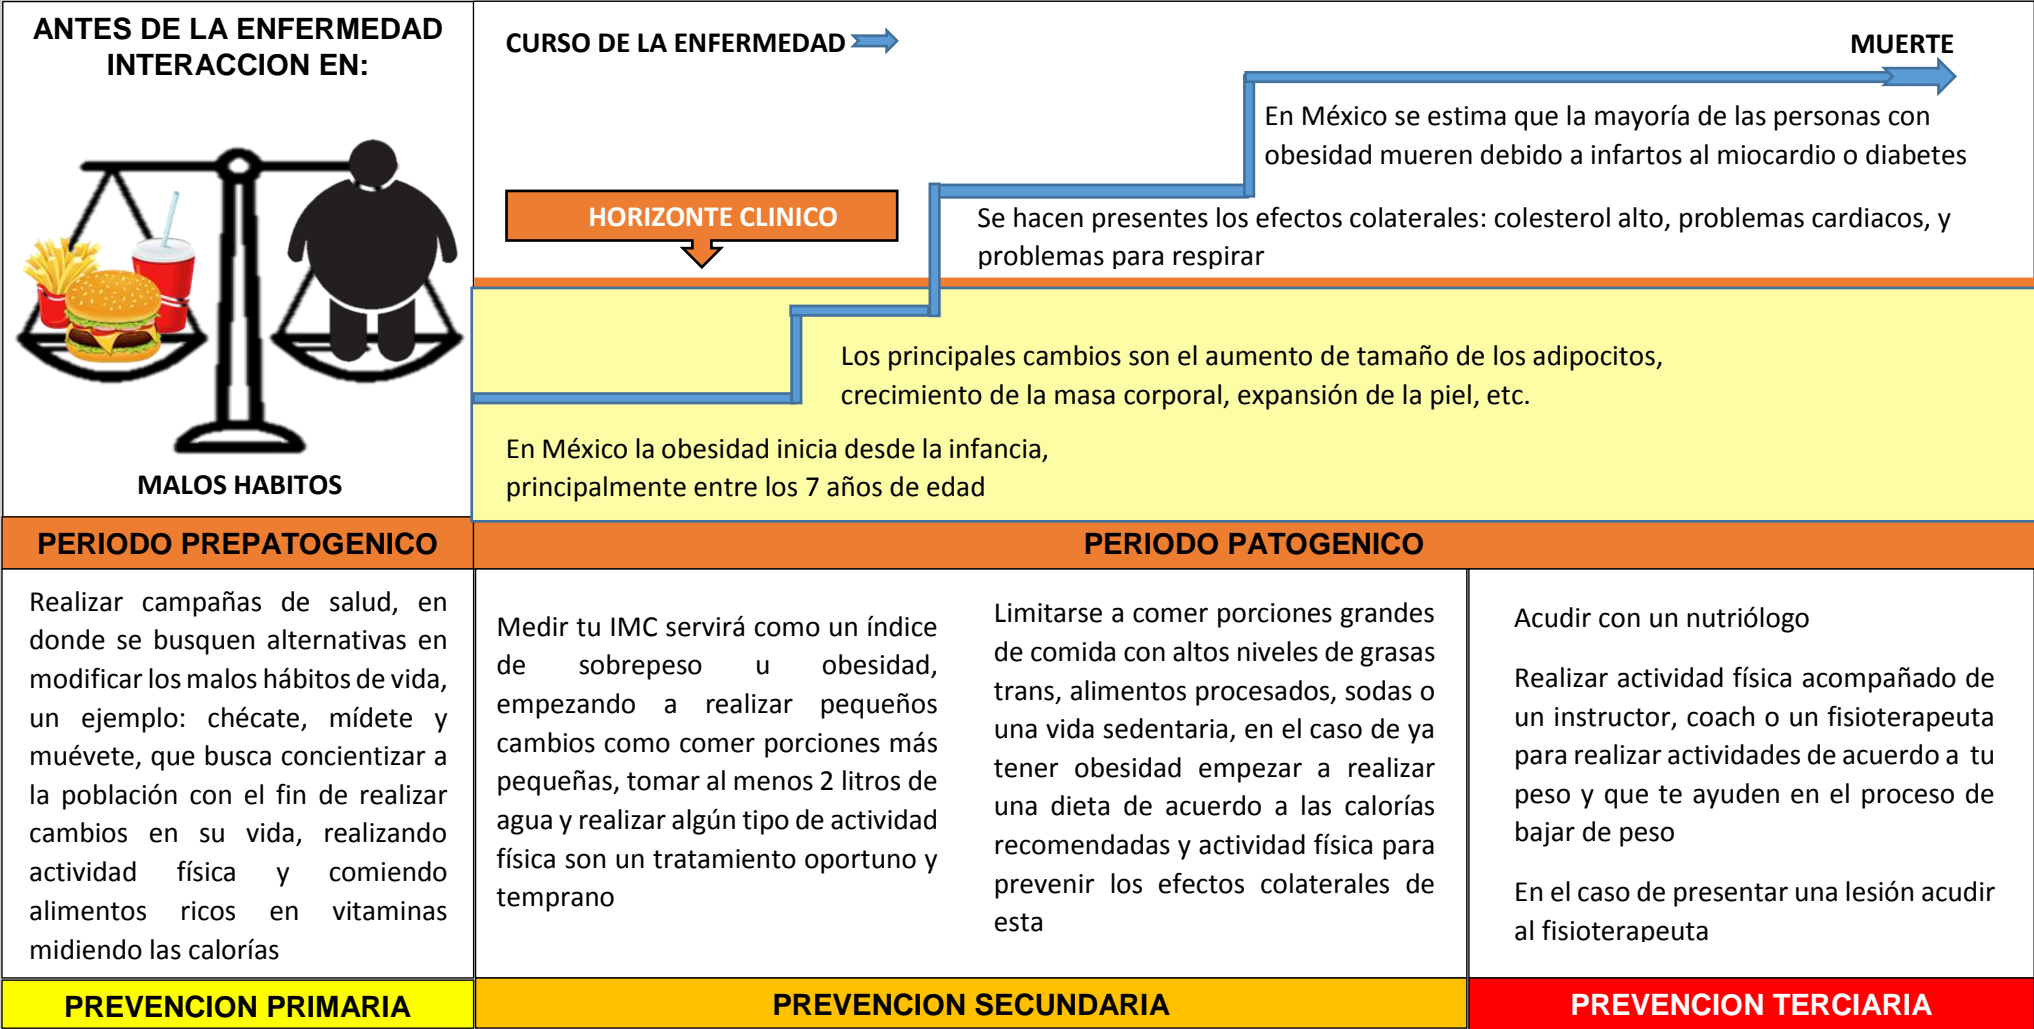 ANTES DE LA ENFERMEDAD
INTERACCION EN:
MALOS HABITOS
CURSO DE LA ENFERMEDAD
MUERTE
En México se estima que la mayoría de las personas con
obesidad mueren debido a infartos al miocardio o diabetes
HORIZONTE CLINICO
Se hacen presentes los efectos colaterales: colesterol alto, problemas cardiacos, y
problemas para respirar
Los principales cambios son el aumento de tamaño de los adipocitos,
crecimiento de la masa corporal, expansión de la piel, etc.
En México la obesidad inicia desde la infancia,
principalmente entre los 7 años de edad
PERIODO PREPATOGENICO
PERIODO PATOGENICO
Realizar campañas de salud, en
donde se busquen alternativas en
modificar los malos hábitos de vida,
un ejemplo: chécate, mídete y
muévete, que busca concientizar a
la población con el fin de realizar
cambios en su vida, realizando
actividad física y comiendo
alimentos ricos en vitaminas
midiendo las calorías
Medir tu IMC servirá como un índice
de sobrepeso u obesidad,
empezando a realizar pequeños
cambios como comer porciones más
pequeñas, tomar al menos 2 litros de
agua y realizar algún tipo de actividad
física son un tratamiento oportuno y
temprano
Limitarse a comer porciones grandes
de comida con altos niveles de grasas
trans, alimentos procesados, sodas o
una vida sedentaria, en el caso de ya
tener obesidad empezar a realizar
una dieta de acuerdo a las calorías
recomendadas y actividad física para
prevenir los efectos colaterales de
esta
Acudir con un nutriólogo
Realizar actividad física acompañado de
un instructor, coach o un fisioterapeuta
para realizar actividades de acuerdo a tu
peso y que te ayuden en el proceso de
bajar de peso
En el caso de presentar una lesión acudir
al fisioterapeuta
PREVENCION PRIMARIA
PREVENCION SECUNDARIA
PREVENCION TERCIARIA